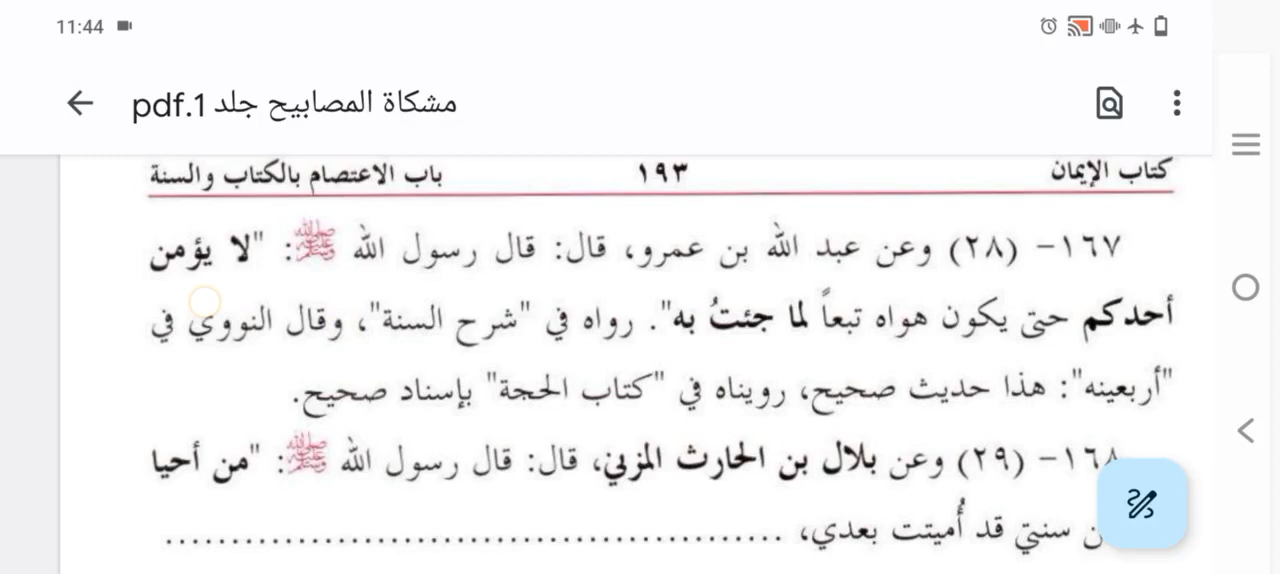 11:44
مشكاة المصابيح جلد 1.pdf
كتاب الإيمان ١٩٣ باب الاعتصام بالكتاب والسنة
١٦٧- (٢٨) وعن عبد الله بن عمرو، قال: قال رسول الله ﷺ: "لا يؤمن
أحدكم حتى يكون هواه تبعاً لما جئتُ به". رواه في "شرح السنة"، وقال النووي في
"أربعينه": هذا حديث صحيح، رويناه في "كتاب الحجة" بإسناد صحيح.
١٦٨- (٢٩) وعن بلال بن الحارث المزني، قال: قال رسول الله ﷺ: "من أحيا
سنتي قد أُميتت بعدي، ..............................................